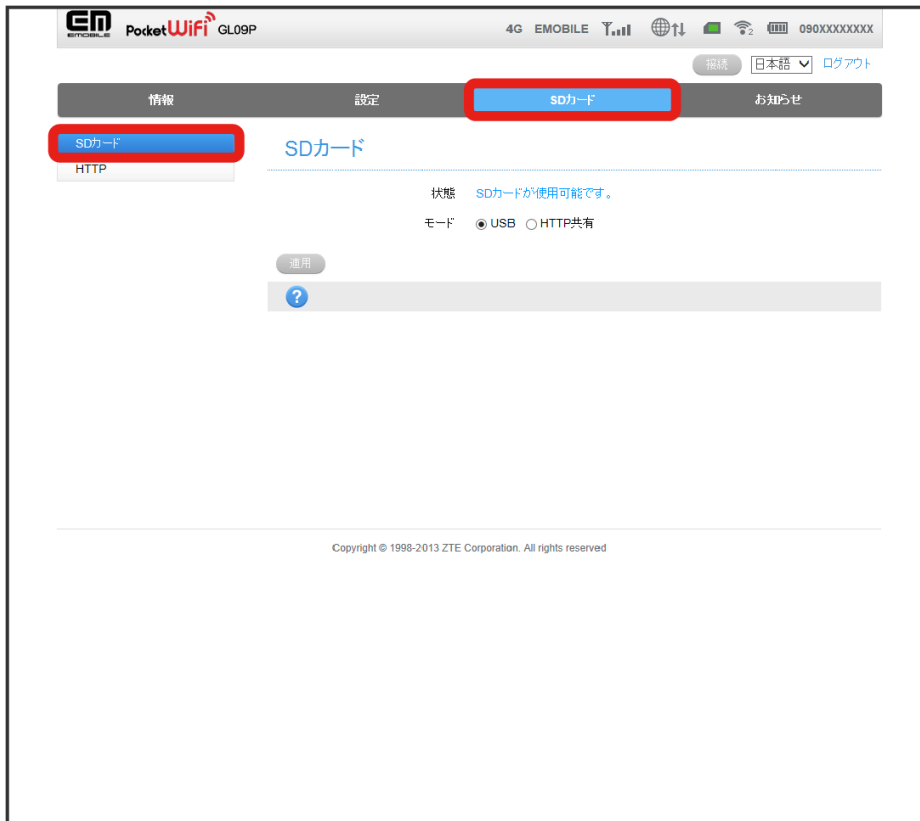 EM EMOBILE Pocket WiFi GL09P 4G EMOBILE 2 090XXXXXXXX
接続 日本語 ログアウト
情報 設定 SDカード お知らせ
SDカード
HTTP
SDカード
状態 SDカードが使用可能です。
モード USB HTTP共有
適用
?
Copyright © 1998-2013 ZTE Corporation. All rights reserved